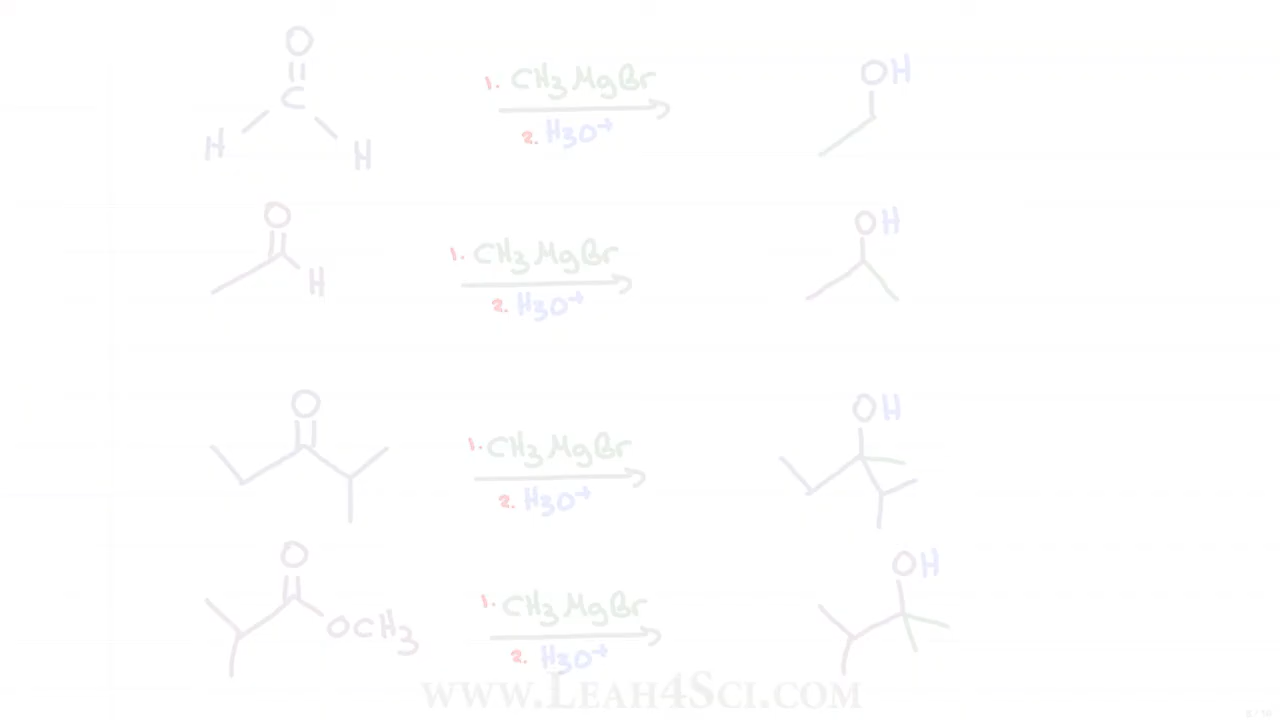 O
C
H H
1. CH3MgBr
2. H3O+
OH
O
H
1. CH3MgBr
2. H3O+
OH
O
1. CH3MgBr
2. H3O+
OH
O
OCH3
1. CH3MgBr
2. H3O+
OH
www.Leah4Sci.com